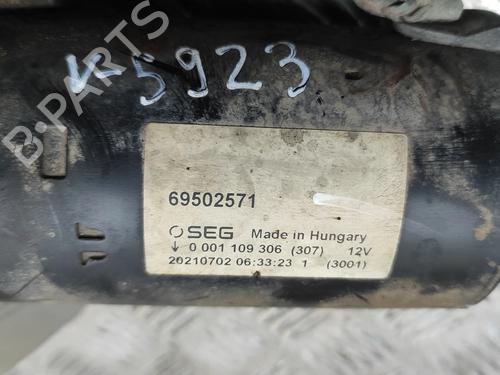 K5923
B-PARTS
69502571
SEG Made in Hungary
0 001 109 306 (307) 12V
20210702 06:33:23 1 (3001)